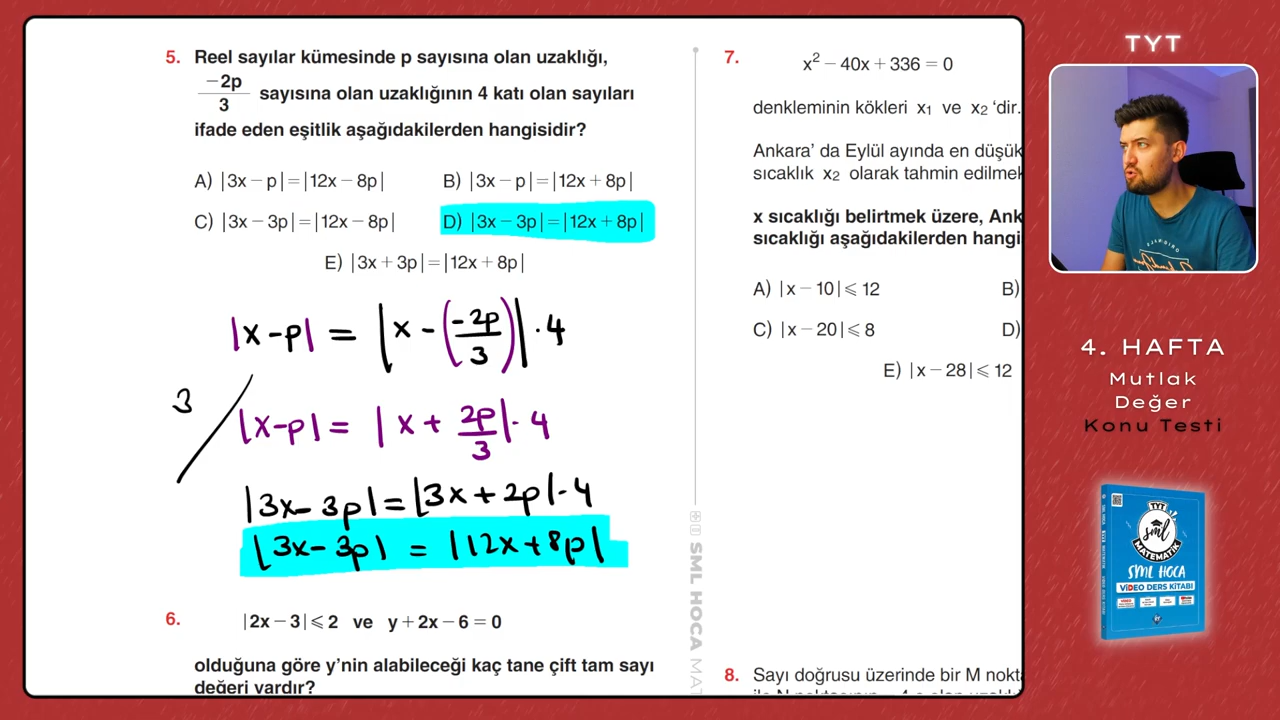 5. Reel sayılar kümesinde p sayısına olan uzaklığı,
−2p
3
sayısına olan uzaklığının 4 katı olan sayıları
ifade eden eşitlik aşağıdakilerden hangisidir?
A) |3x − p| = |12x − 8p|
B) |3x − p| = |12x + 8p|
C) |3x − 3p| = |12x − 8p|
D) |3x − 3p| = |12x + 8p|
E) |3x + 3p| = |12x + 8p|
|x-p| = |x - (-2p/3)| · 4
3
|x-p| = |x + 2p/3| · 4
|3x-3p| = |3x+2p| · 4
|3x-3p| = |12x+8p|
6. |2x − 3| ⩽ 2 ve y + 2x − 6 = 0
olduğuna göre y'nin alabileceği kaç tane çift tam sayı
değeri vardır?
SML HOCA MAT
7. x² − 40x + 336 = 0
denkleminin kökleri x₁ ve x₂ 'dir.
Ankara' da Eylül ayında en düşük
sıcaklık x₂ olarak tahmin edilmek
x sıcaklığı belirtmek üzere, Ank
sıcaklığı aşağıdakilerden hangi
A) |x − 10| ⩽ 12
B)
C) |x − 20| ⩽ 8
D)
E) |x − 28| ⩽ 12
8. Sayı doğrusu üzerinde bir M nokt
TYT
4. HAFTA
Mutlak
Değer
Konu Testi
TYT
sml
MATEMATİK
SML HOCA
VİDEO DERS KİTABI